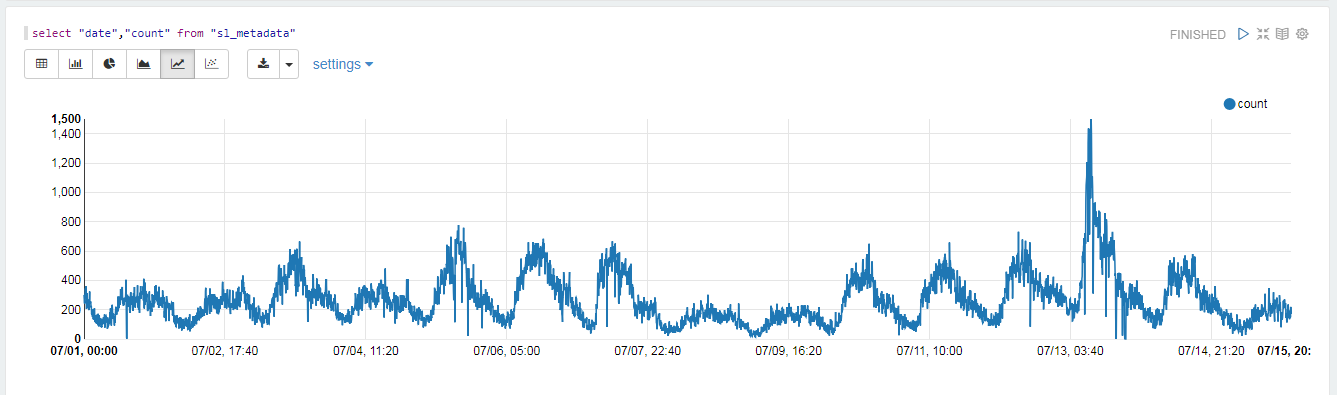 select "date","count" from "sl_metadata"
FINISHED
settings
count
1,500
1,400
1,200
1,000
800
600
400
200
0
07/01, 00:00 07/02, 17:40 07/04, 11:20 07/06, 05:00 07/07, 22:40 07/09, 16:20 07/11, 10:00 07/13, 03:40 07/14, 21:20 07/15, 20: